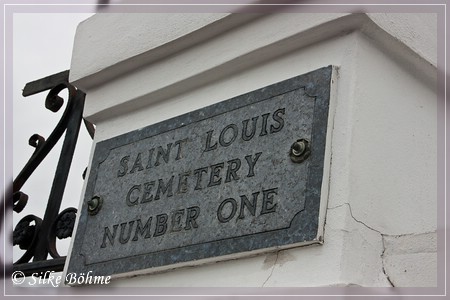 SAINT LOUIS
CEMETERY
NUMBER ONE
© Silke Böhme